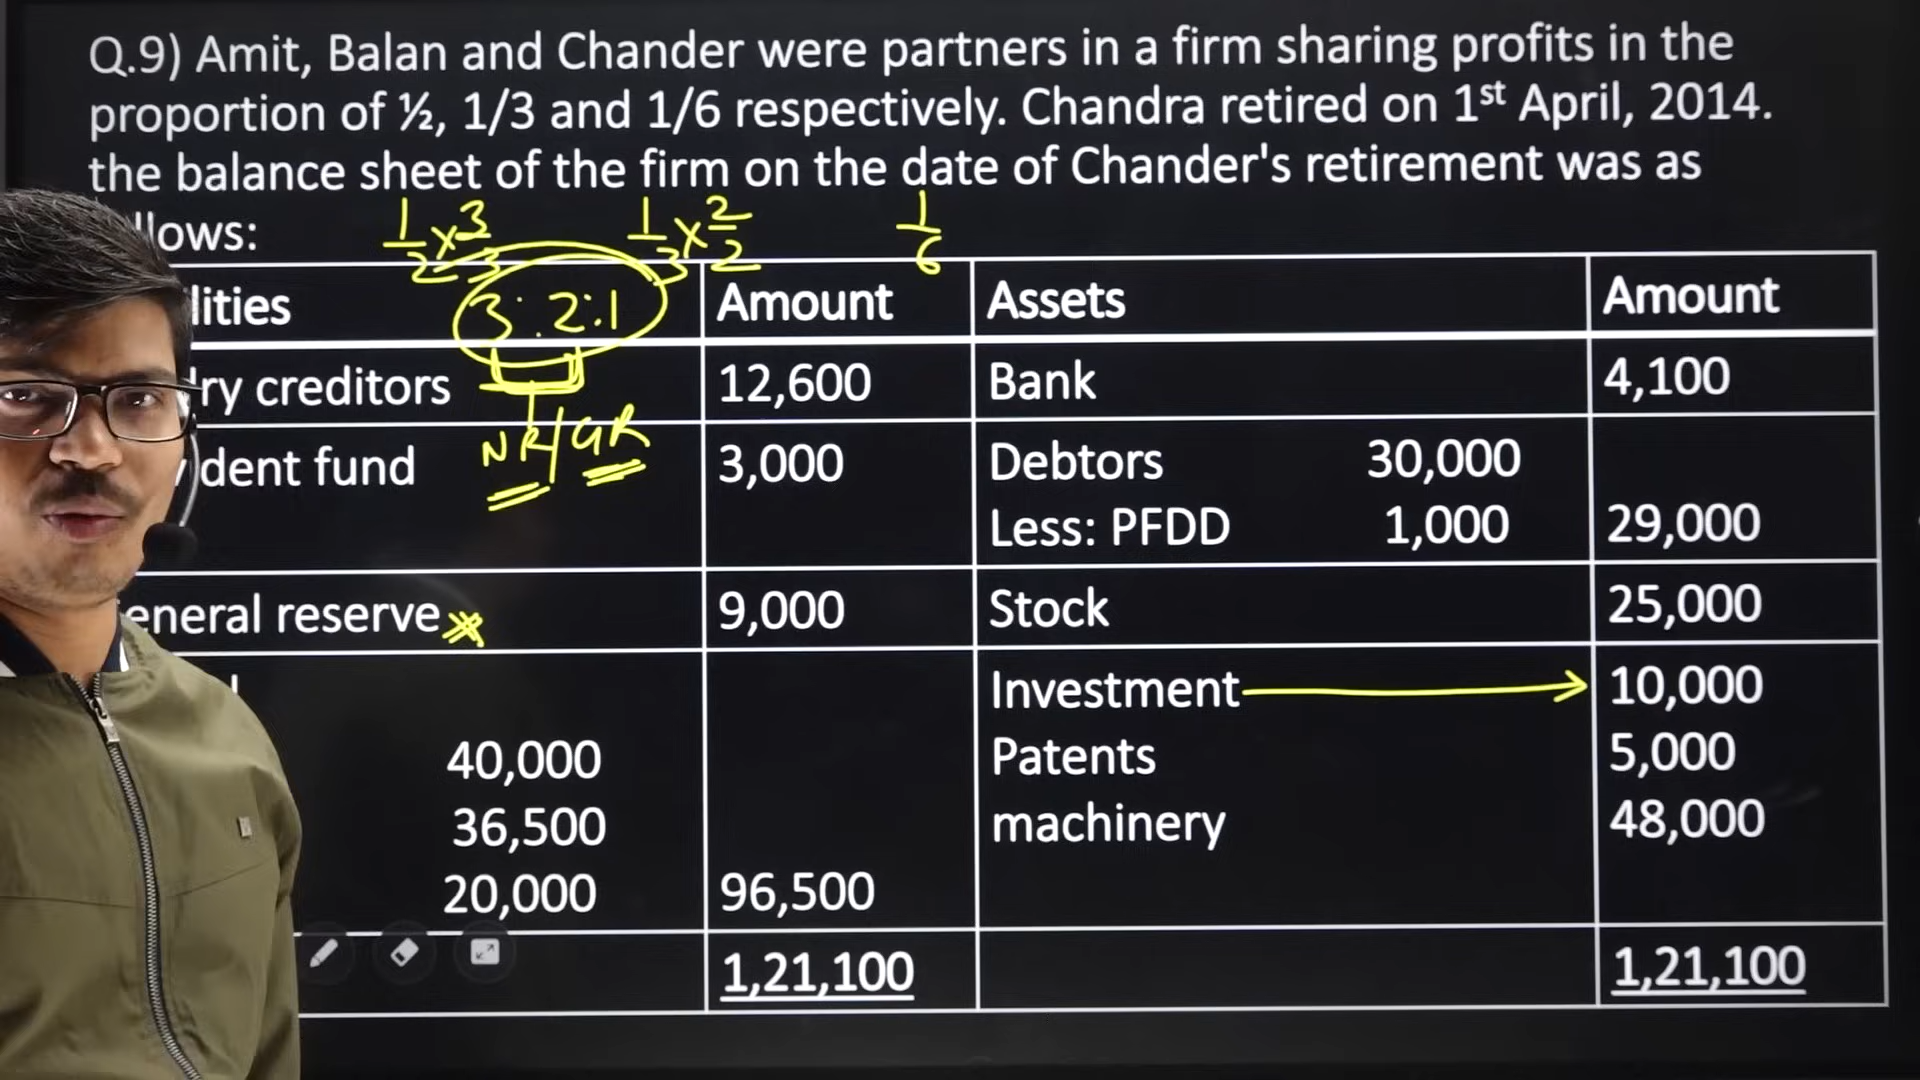 Q.9) Amit, Balan and Chander were partners in a firm sharing profits in the
proportion of ½, 1/3 and 1/6 respectively. Chandra retired on 1st April, 2014.
the balance sheet of the firm on the date of Chander's retirement was as
llows:
1/2 x 3/3 1/3 x 2/2 1/6
lities 3:2:1 Amount Assets Amount
ry creditors 12,600 Bank 4,100
NR/GR
dent fund 3,000 Debtors 30,000
Less: PFDD 1,000 29,000
eneral reserve 9,000 Stock 25,000
Investment 10,000
40,000 Patents 5,000
36,500 machinery 48,000
20,000 96,500
1,21,100 1,21,100